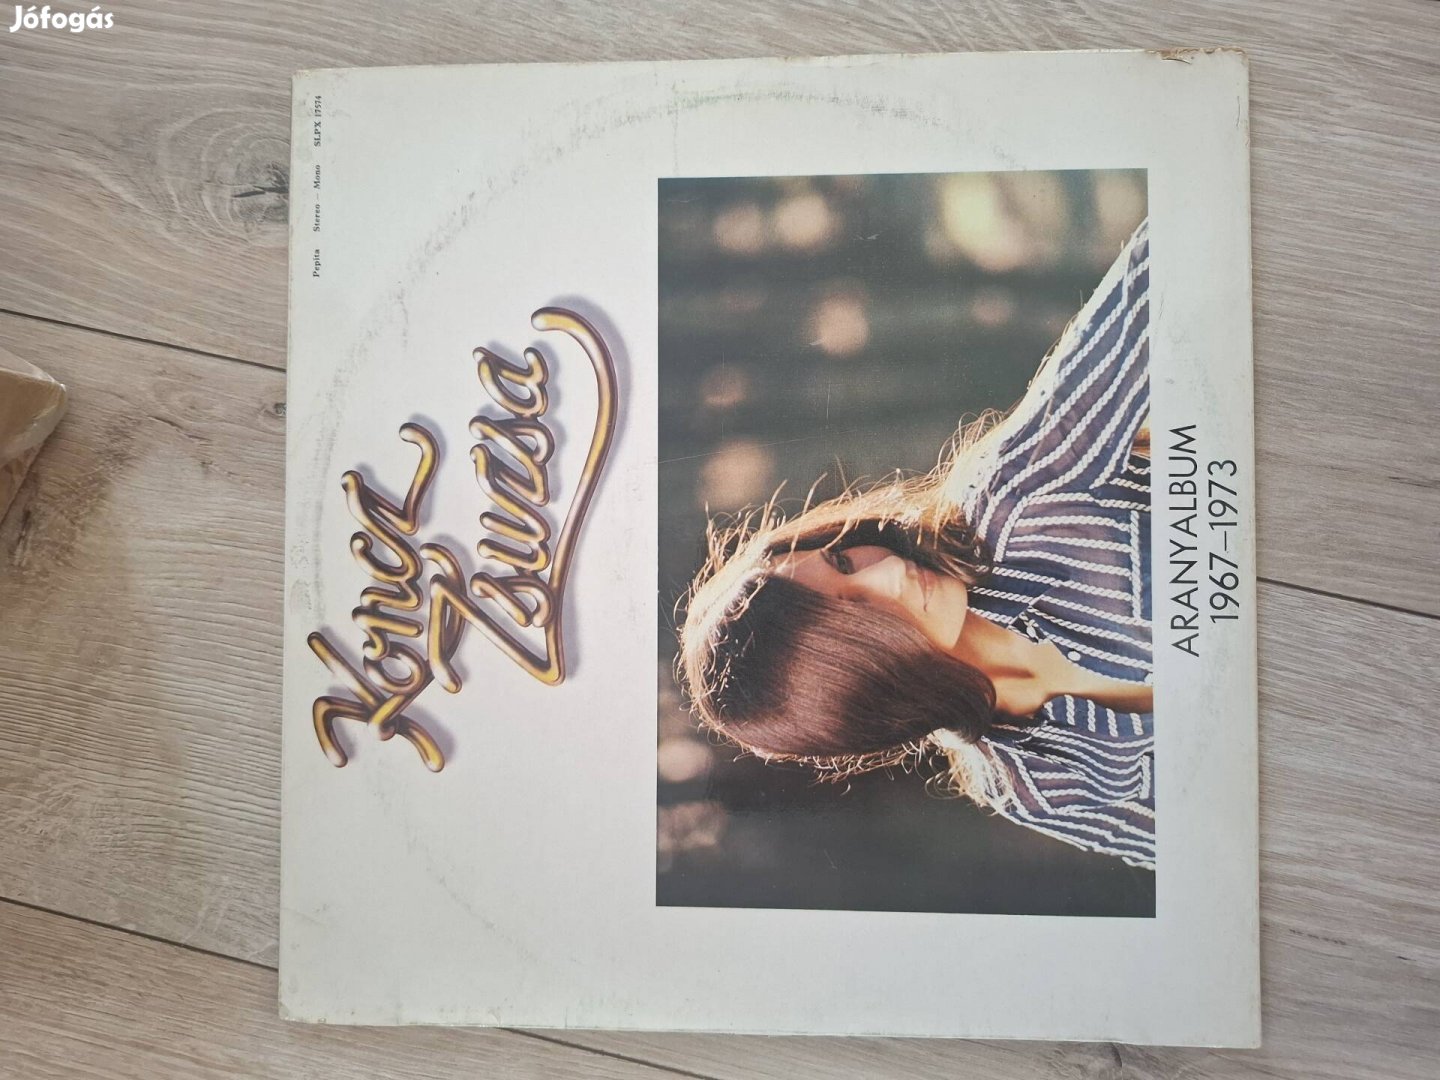 Jófogás
Pepita Stereo – Mono SLPX 17574
Koncz
Zsuzsa
ARANYALBUM
1967–1973